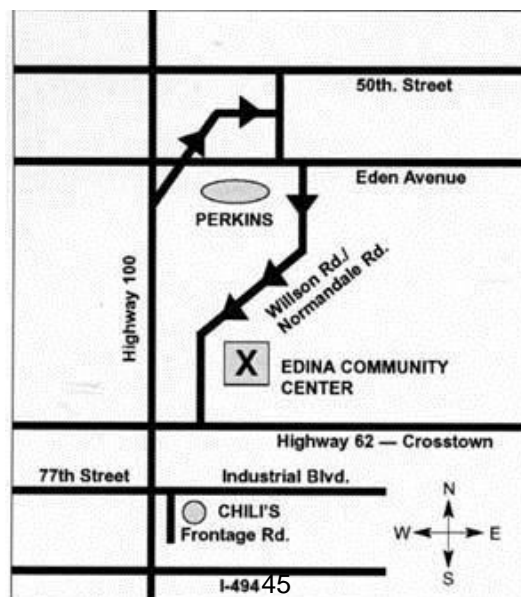 50th. Street
Eden Avenue
PERKINS
Highway 100
Willson Rd./
Normandale Rd.
X
EDINA COMMUNITY
CENTER
Highway 62 — Crosstown
77th Street
Industrial Blvd.
CHILI'S
Frontage Rd.
N
W
E
S
I-494
45